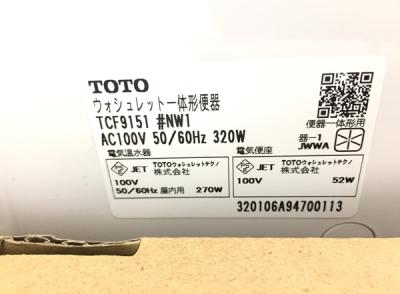 TOTO
ウォシュレット一体形便器
TCF9151 #NW1
AC100V 50/60Hz 320W
便器一体形用
器-1
JWWA
電気温水器
JET TOTOウォシュレットテクノ株式会社
100V
50/60Hz 屋内用 270W
電気便座
JET TOTOウォシュレットテクノ株式会社
100V 52W
320106A94700113